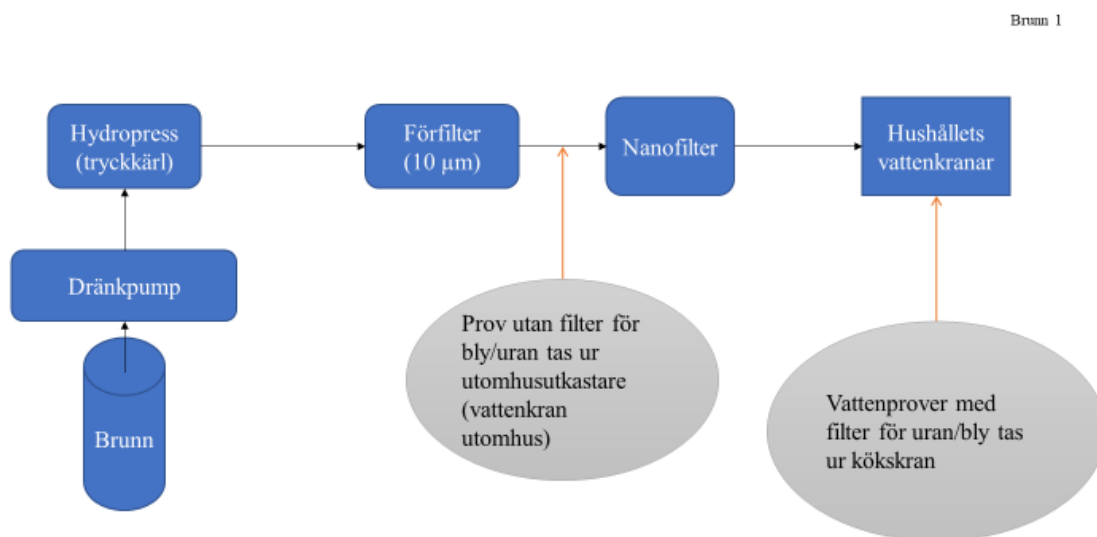 Brunn 1
Hydropress
(tryckkärl)
Förfilter
(10 µm)
Nanofilter
Hushållets
vattenkranar
Dränkpump
Brunn
Prov utan filter för
bly/uran tas ur
utomhusutkastare
(vattenkran
utomhus)
Vattenprover med
filter för uran/bly tas
ur kökskran